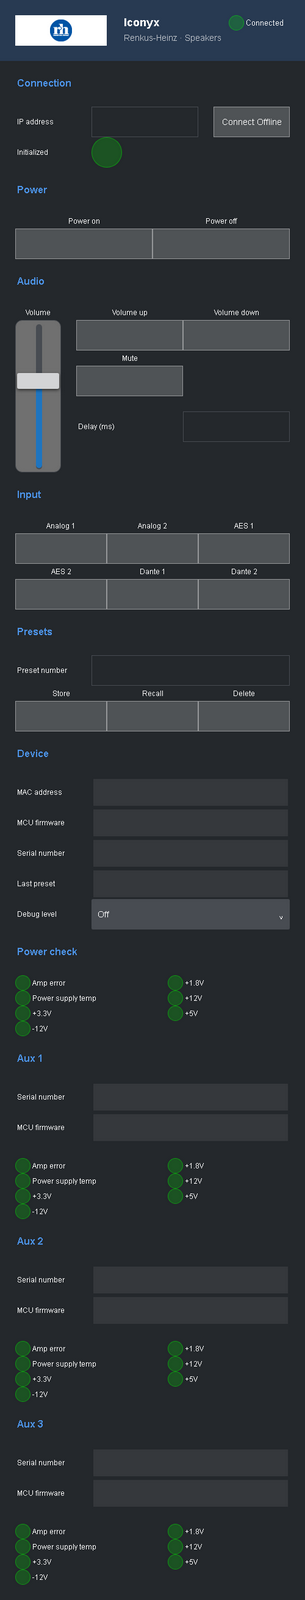 rh
Iconyx
Renkus-Heinz · Speakers
Connected
Connection
IP address
Connect Offline
Initialized
Power
Power on
Power off
Audio
Volume
Volume up
Volume down
Mute
Delay (ms)
Input
Analog 1
Analog 2
AES 1
AES 2
Dante 1
Dante 2
Presets
Preset number
Store
Recall
Delete
Device
MAC address
MCU firmware
Serial number
Last preset
Debug level
Off
Power check
Amp error
+1.8V
Power supply temp
+12V
+3.3V
+5V
-12V
Aux 1
Serial number
MCU firmware
Amp error
+1.8V
Power supply temp
+12V
+3.3V
+5V
-12V
Aux 2
Serial number
MCU firmware
Amp error
+1.8V
Power supply temp
+12V
+3.3V
+5V
-12V
Aux 3
Serial number
MCU firmware
Amp error
+1.8V
Power supply temp
+12V
+3.3V
+5V
-12V